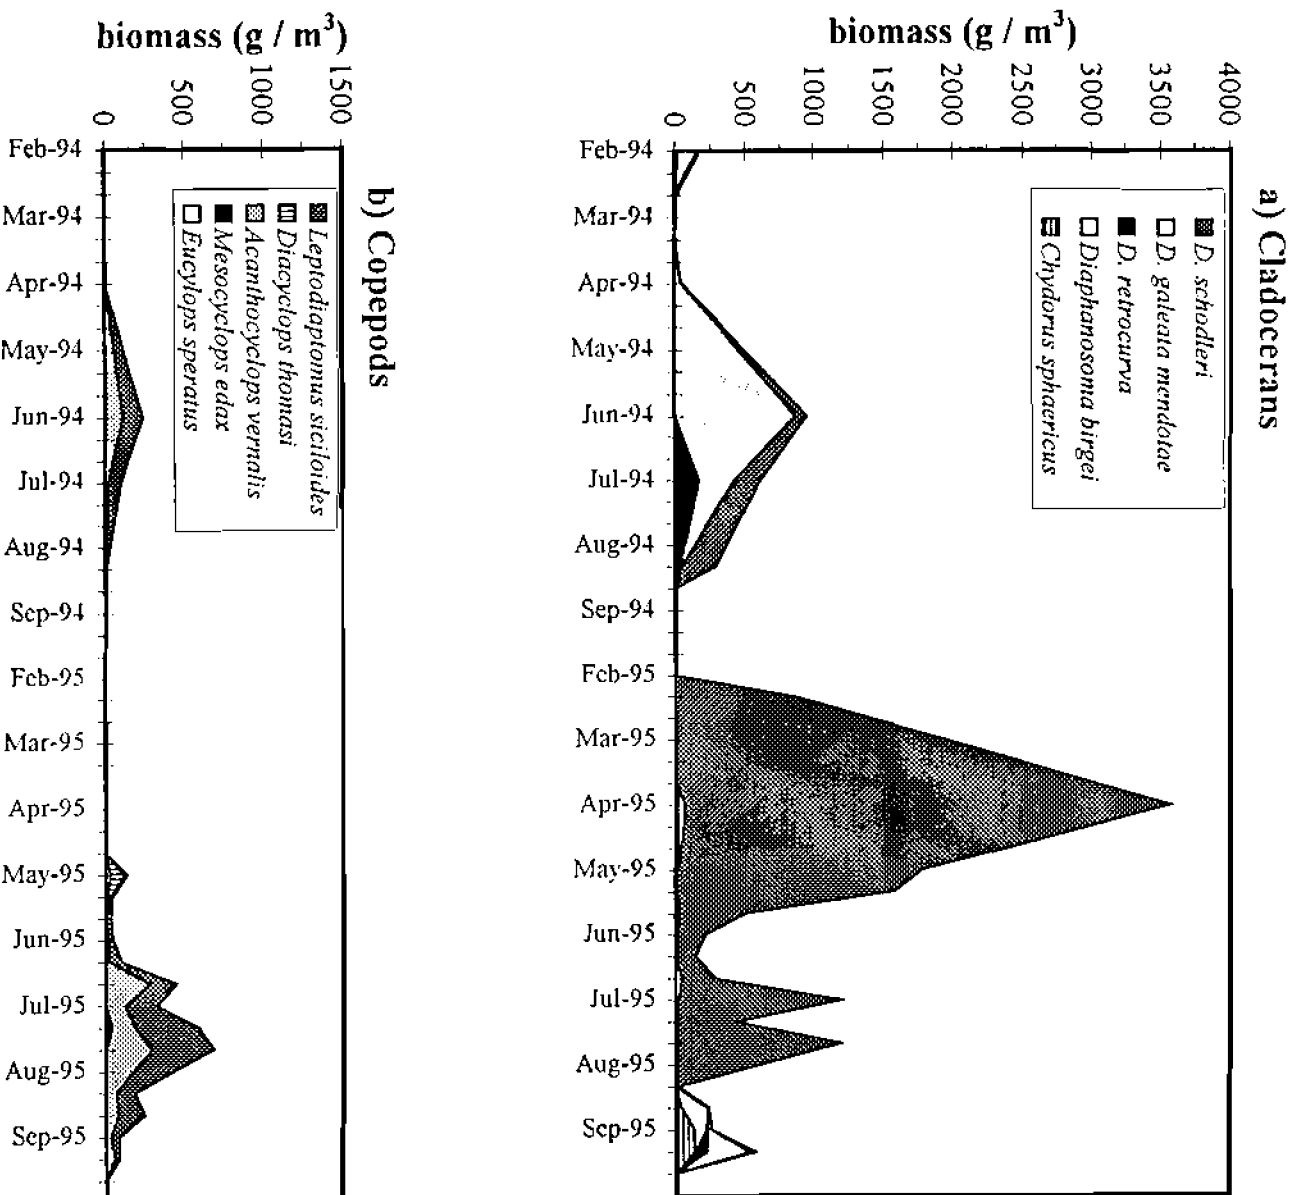 a) Cladocerans
biomass (g / m³)
4000
3500
3000
2500
2000
1500
1000
500
0
D. schodleri
D. galeata mendotae
D. retrocurva
Diaphanosoma birgei
Chydorus sphaericus
Feb-94
Mar-94
Apr-94
May-94
Jun-94
Jul-94
Aug-94
Sep-94
Feb-95
Mar-95
Apr-95
May-95
Jun-95
Jul-95
Aug-95
Sep-95
b) Copepods
biomass (g / m³)
1500
1000
500
0
Leptodiaptomus siciloides
Diacyclops thomasi
Acanthocyclops vernalis
Mesocyclops edax
Eucylops speratus
Feb-94
Mar-94
Apr-94
May-94
Jun-94
Jul-94
Aug-94
Sep-94
Feb-95
Mar-95
Apr-95
May-95
Jun-95
Jul-95
Aug-95
Sep-95